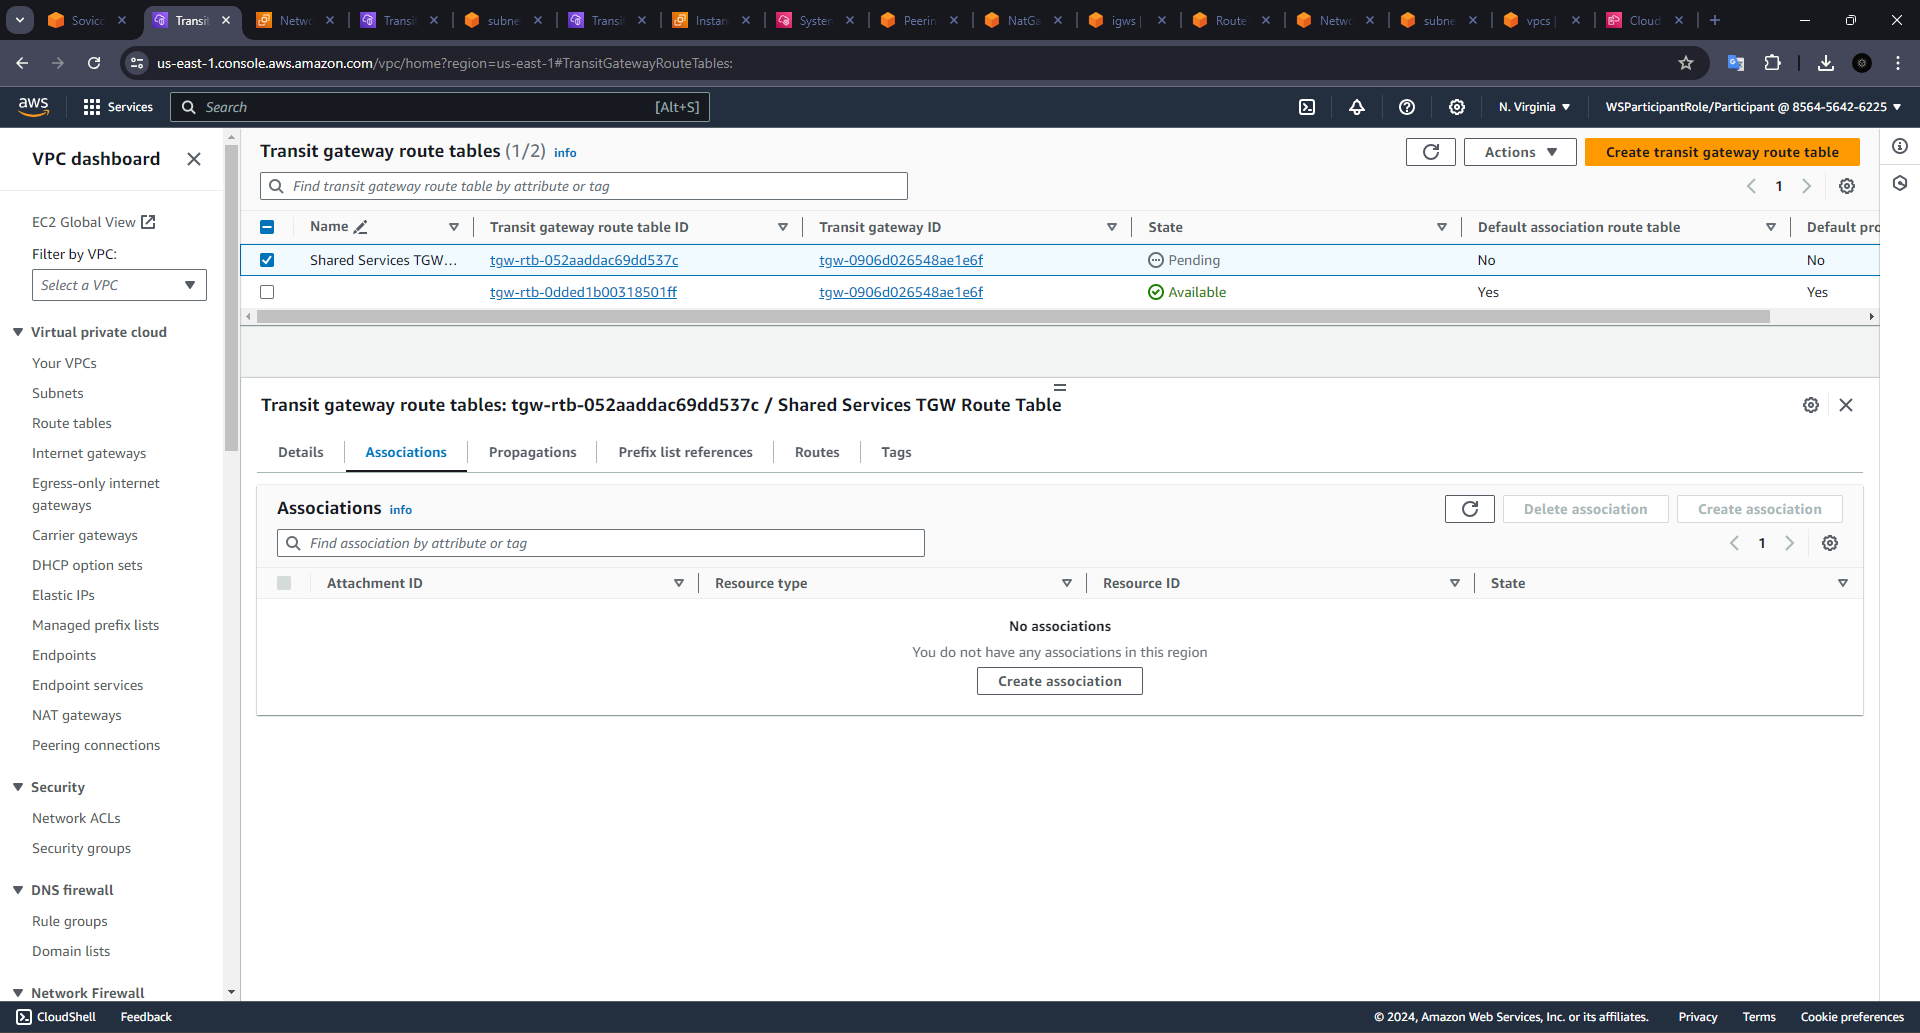 Sovico
Transit
Netwo
Transit
subne
Transit
Instan
System
Peerin
NatGa
igws |
Route
Netwo
subne
vpcs |
Cloud
us-east-1.console.aws.amazon.com/vpc/home?region=us-east-1#TransitGatewayRouteTables:
aws
Services
Search
[Alt+S]
N. Virginia
WSParticipantRole/Participant @ 8564-5642-6225
VPC dashboard
EC2 Global View
Filter by VPC:
Select a VPC
Virtual private cloud
Your VPCs
Subnets
Route tables
Internet gateways
Egress-only internet
gateways
Carrier gateways
DHCP option sets
Elastic IPs
Managed prefix lists
Endpoints
Endpoint services
NAT gateways
Peering connections
Security
Network ACLs
Security groups
DNS firewall
Rule groups
Domain lists
Network Firewall
Transit gateway route tables (1/2) info
Actions
Create transit gateway route table
Find transit gateway route table by attribute or tag
1
Name Transit gateway route table ID Transit gateway ID State Default association route table Default pro
Shared Services TGW... tgw-rtb-052aaddac69dd537c tgw-0906d026548ae1e6f Pending No No
tgw-rtb-0dded1b00318501ff tgw-0906d026548ae1e6f Available Yes Yes
Transit gateway route tables: tgw-rtb-052aaddac69dd537c / Shared Services TGW Route Table
Details Associations Propagations Prefix list references Routes Tags
Associations info
Delete association
Create association
Find association by attribute or tag
1
Attachment ID Resource type Resource ID State
No associations
You do not have any associations in this region
Create association
CloudShell
Feedback
© 2024, Amazon Web Services, Inc. or its affiliates.
Privacy
Terms
Cookie preferences